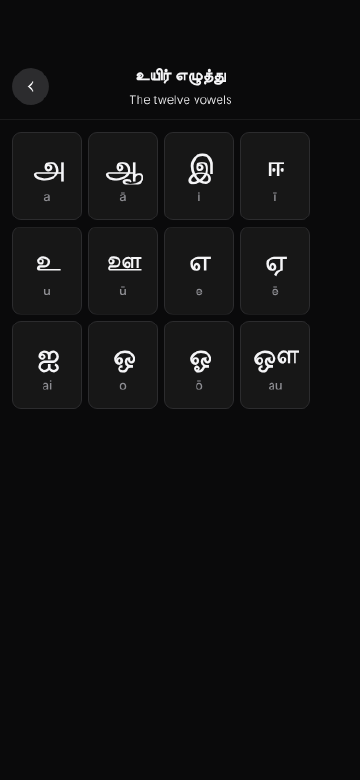 உயிர் எழுத்து
The twelve vowels
அ ஆ இ ஈ
a ā i ī
உ ஊ எ ஏ
u ū e ē
ஐ ஒ ஓ ஔ
ai o ō au